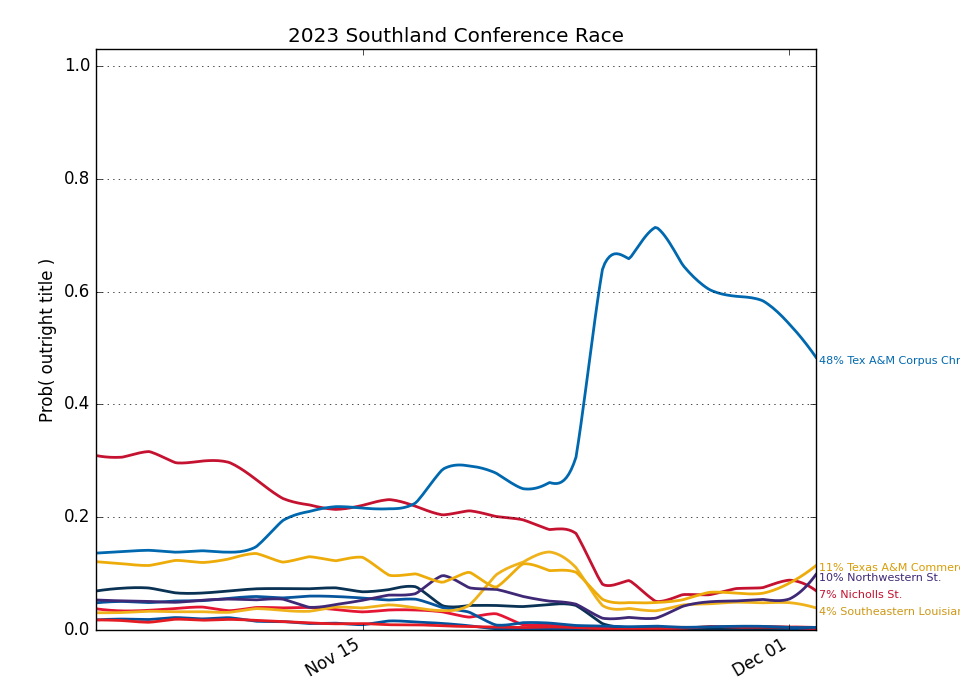 2023 Southland Conference Race
Prob( outright title )
1.0
0.8
0.6
0.4
0.2
0.0
Nov 15
Dec 01
48% Tex A&M Corpus Chr
11% Texas A&M Commerc
10% Northwestern St.
7% Nicholls St.
4% Southeastern Louisian